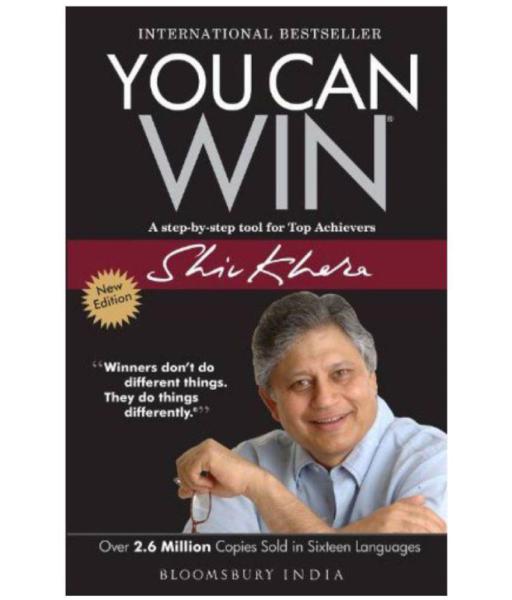 INTERNATIONAL BESTSELLER
YOU CAN
WIN®
A step-by-step tool for Top Achievers
Shiv Khera
New
Edition
“Winners don’t do
different things.
They do things
differently.®”
Over 2.6 Million Copies Sold in Sixteen Languages
BLOOMSBURY INDIA